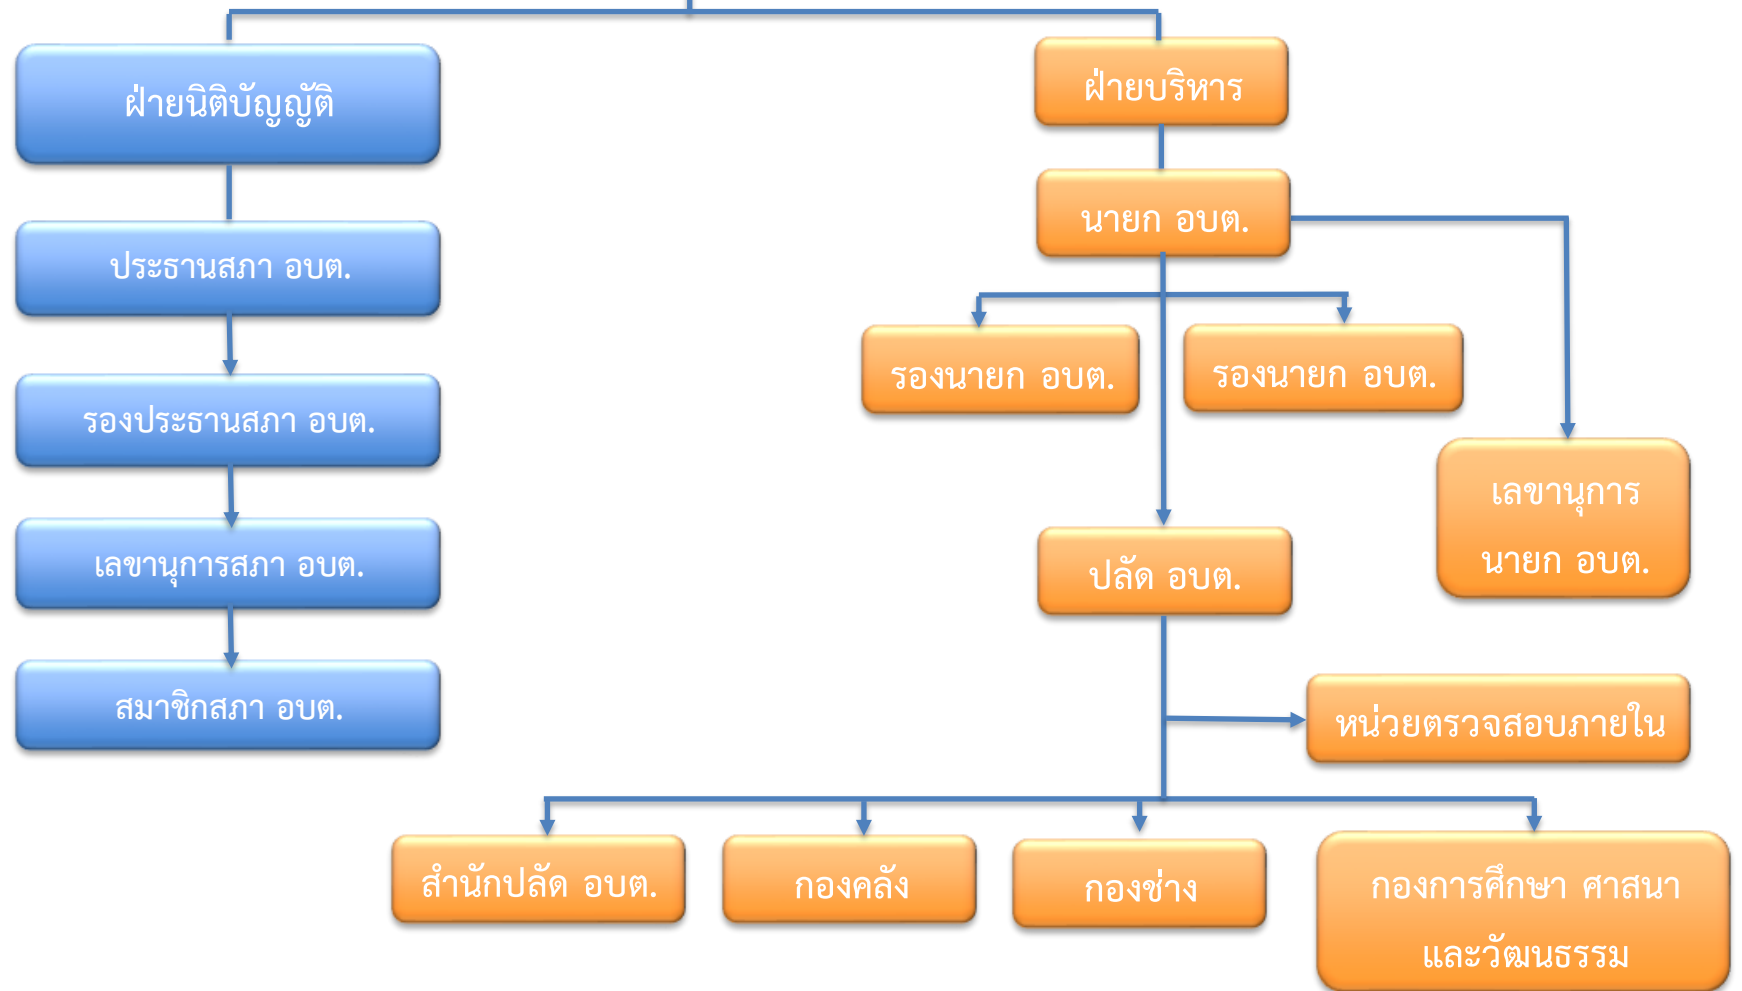 ฝ่ายนิติบัญญัติ
ประธานสภา อบต.
รองประธานสภา อบต.
เลขานุการสภา อบต.
สมาชิกสภา อบต.
ฝ่ายบริหาร
นายก อบต.
รองนายก อบต.
รองนายก อบต.
เลขานุการ
นายก อบต.
ปลัด อบต.
หน่วยตรวจสอบภายใน
สำนักปลัด อบต.
กองคลัง
กองช่าง
กองการศึกษา ศาสนา
และวัฒนธรรม